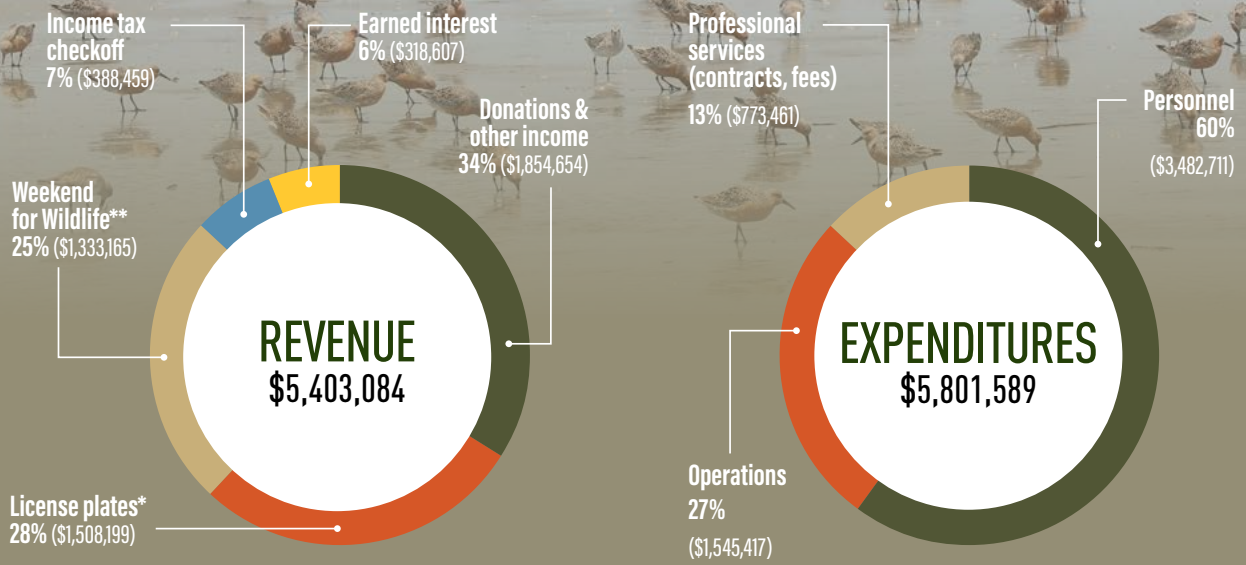 Income tax
checkoff
7% ($388,459)
Earned interest
6% ($318,607)
Donations &
other income
34% ($1,854,654)
Weekend
for Wildlife**
25% ($1,333,165)
REVENUE
$5,403,084
License plates*
28% ($1,508,199)
Professional
services
(contracts, fees)
13% ($773,461)
Personnel
60%
($3,482,711)
EXPENDITURES
$5,801,589
Operations
27%
($1,545,417)